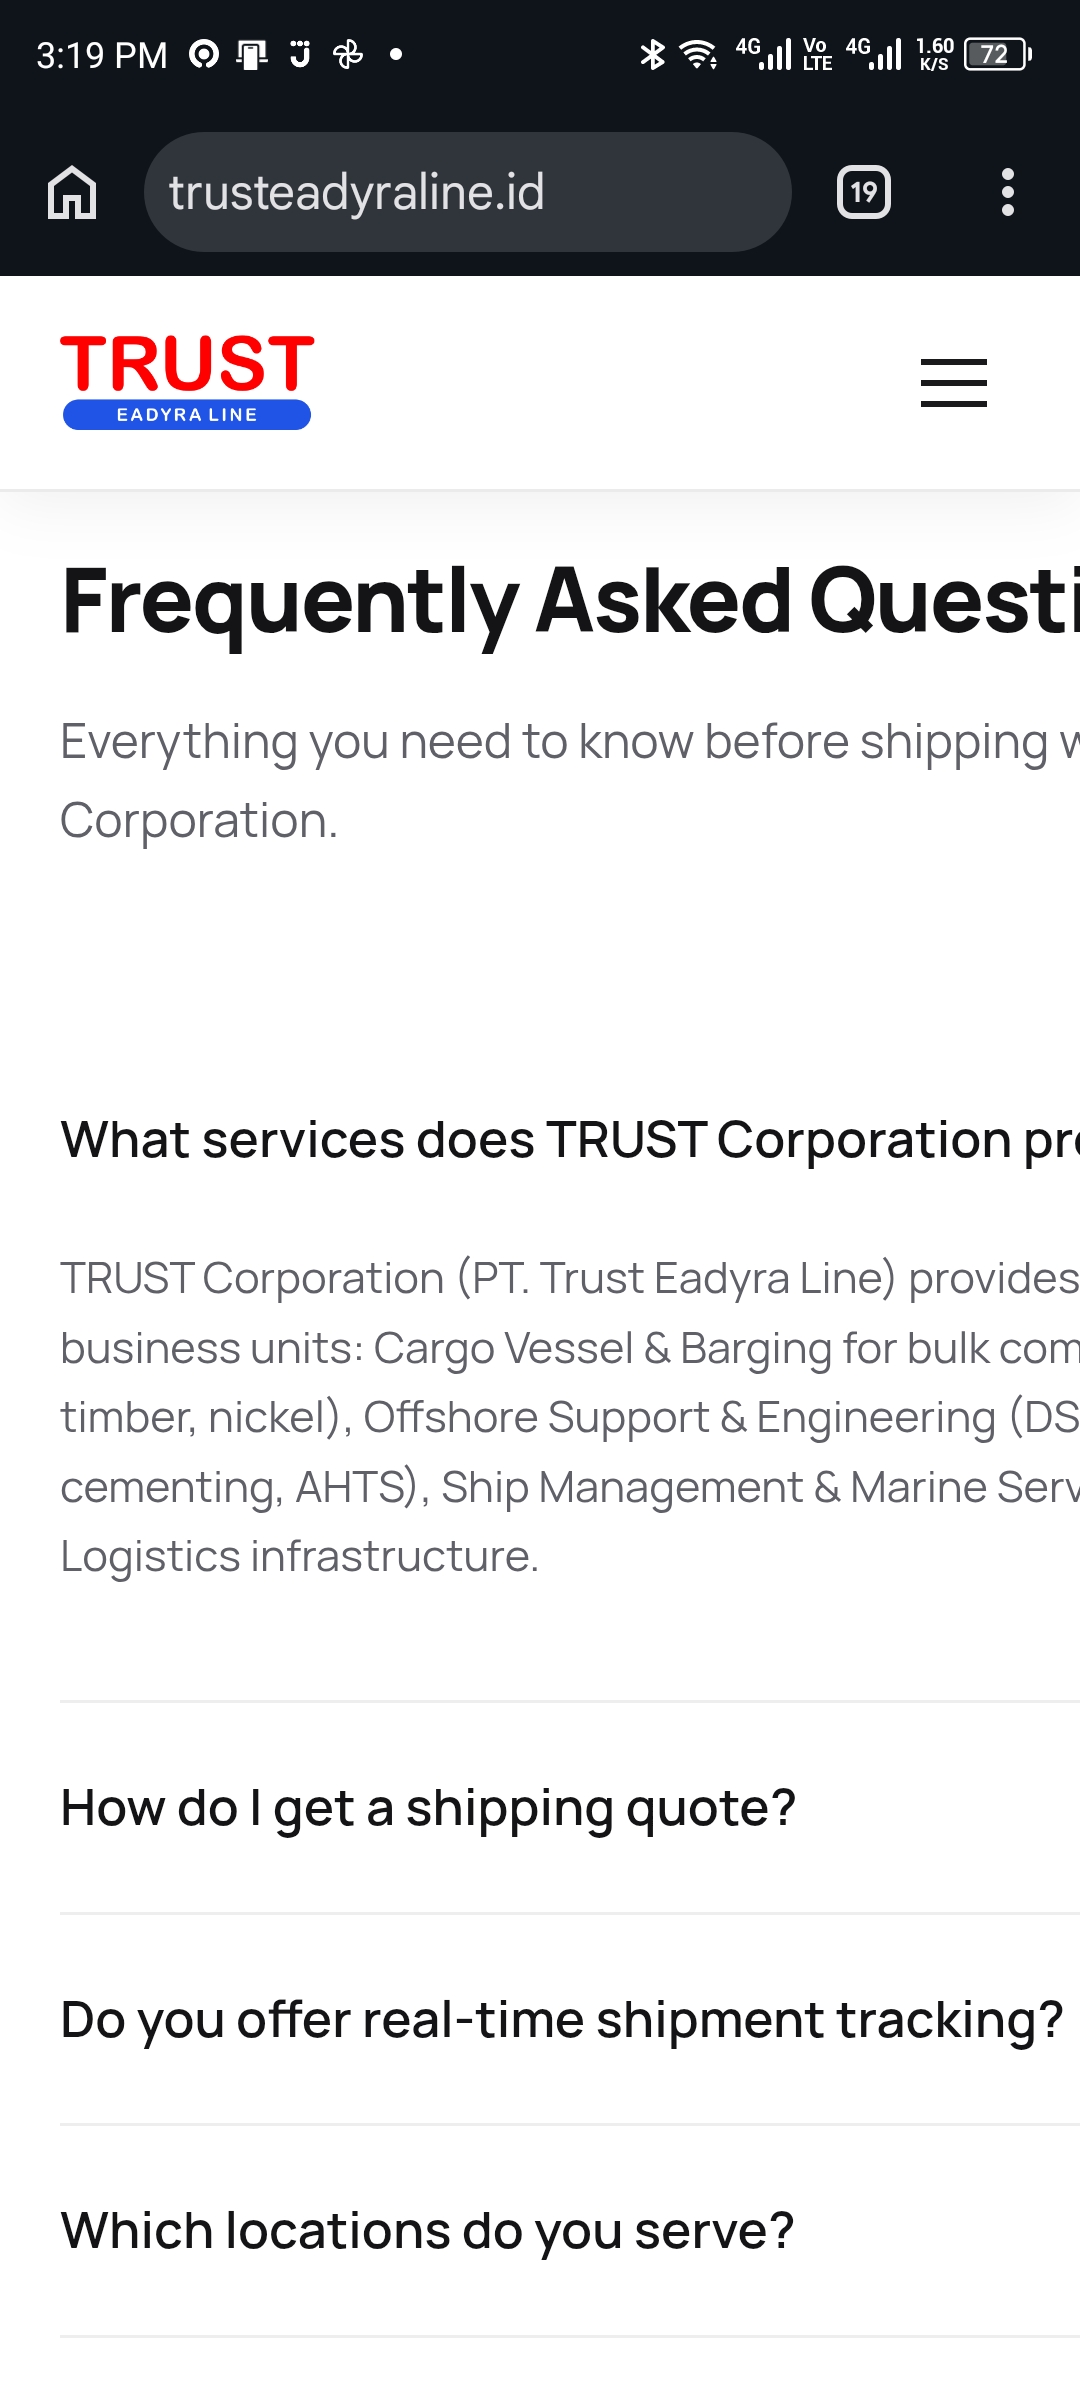 3:19 PM
4G Vo LTE 4G 1.60 K/S 72
trusteadyraline.id
19
TRUST
EADYRA LINE
Frequently Asked Questi
Everything you need to know before shipping w
Corporation.
What services does TRUST Corporation pro
TRUST Corporation (PT. Trust Eadyra Line) provides
business units: Cargo Vessel & Barging for bulk com
timber, nickel), Offshore Support & Engineering (DS
cementing, AHTS), Ship Management & Marine Serv
Logistics infrastructure.
How do I get a shipping quote?
Do you offer real-time shipment tracking?
Which locations do you serve?